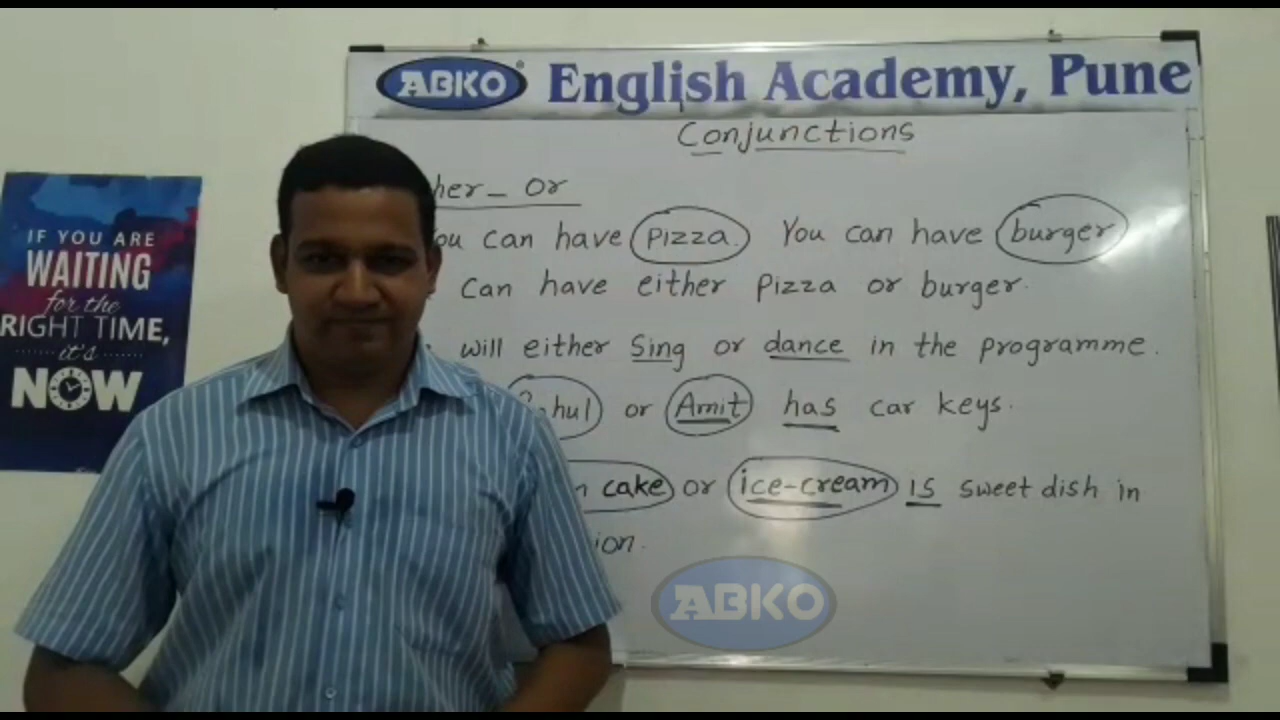 ABKO® English Academy, Pune
Conjunctions
her - or
ou can have Pizza. You can have burger
can have either Pizza or burger.
will either sing or dance in the programme.
hul or Amit has car keys.
cake or ice-cream is sweet dish in
ion.
ABKO
IF YOU ARE
WAITING
for the
RIGHT TIME,
it's
NOW